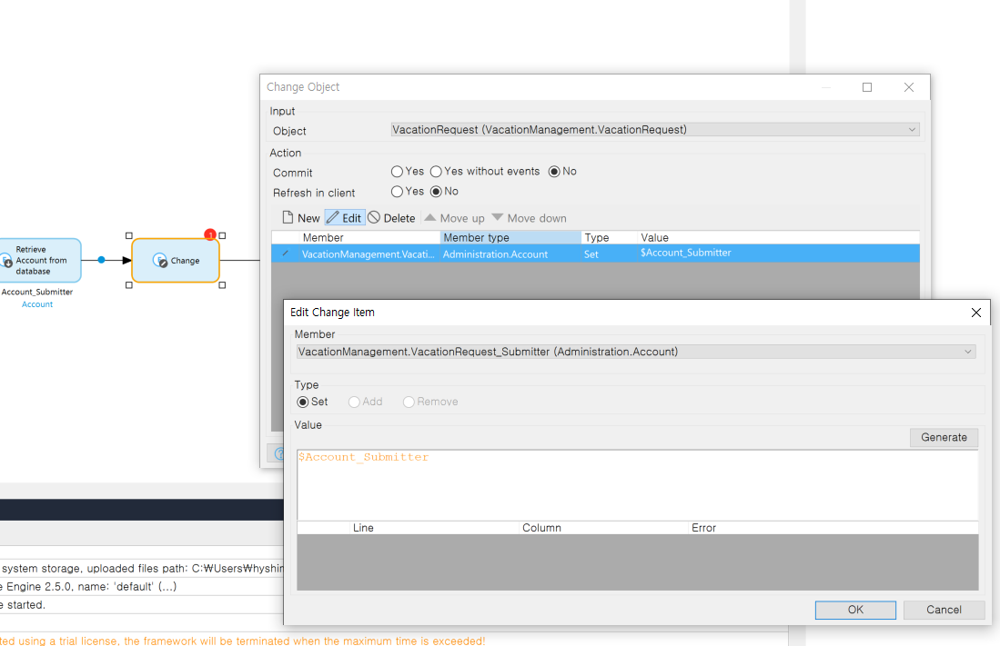 Change Object
Input
Object VacationRequest (VacationManagement.VacationRequest)
Action
Commit Yes Yes without events No
Refresh in client Yes No
New Edit Delete Move up Move down
Member Member type Type Value
VacationManagement.Vacati... Administration.Account Set $Account_Submitter
Retrieve
Account from
database
Account_Submitter
Account
1
Change
Edit Change Item
Member
VacationManagement.VacationRequest_Submitter (Administration.Account)
Type
Set Add Remove
Value
Generate
$Account_Submitter
Line Column Error
OK Cancel
system storage, uploaded files path: C:₩Users₩hyshin
e Engine 2.5.0, name: 'default' (...)
e started.
ted using a trial license, the framework will be terminated when the maximum time is exceeded!